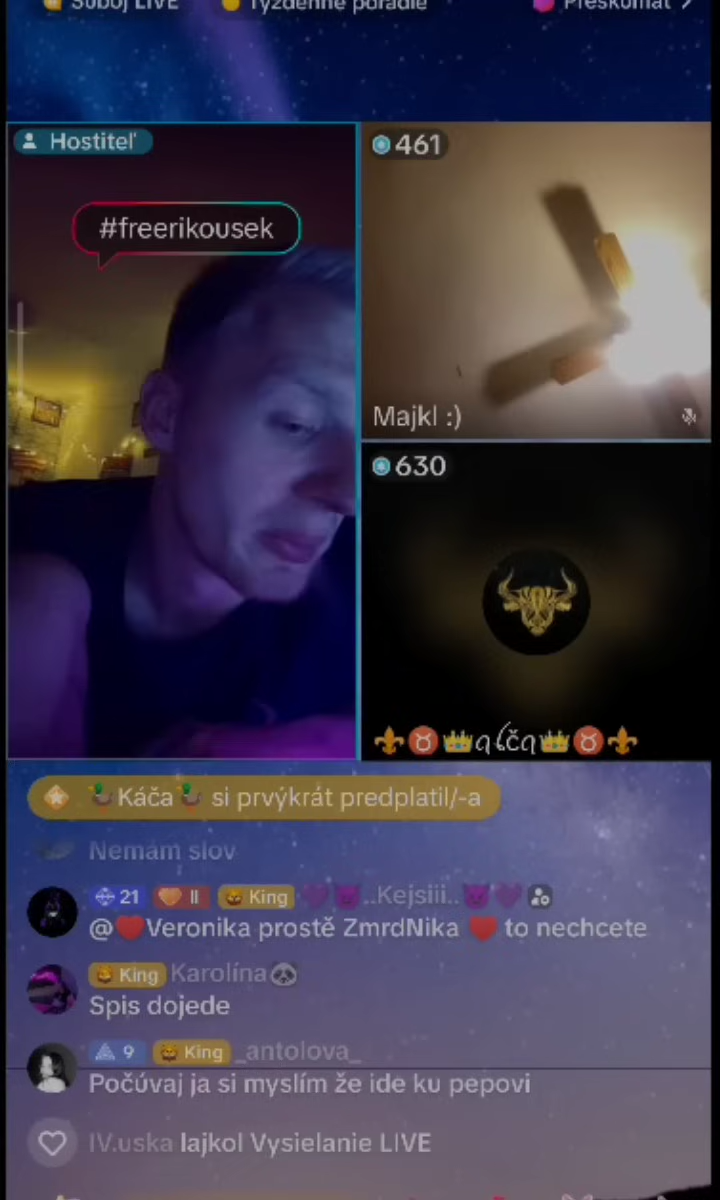 Súboj LIVE
Týždenné poradie
Preskúmať >
Hostiteľ
#freerikousek
461
Majkl :)
630
Káča si prvýkrát predplatil/-a
Nemám slov
21 II King ..Kejsiii..
@❤️Veronika prostě ZmrdNika ❤️ to nechcete
King Karolína🐼
Spis dojede
9 King _antolova_
Počúvaj ja si myslím že ide ku pepovi
IV.uska lajkol Vysielanie LIVE